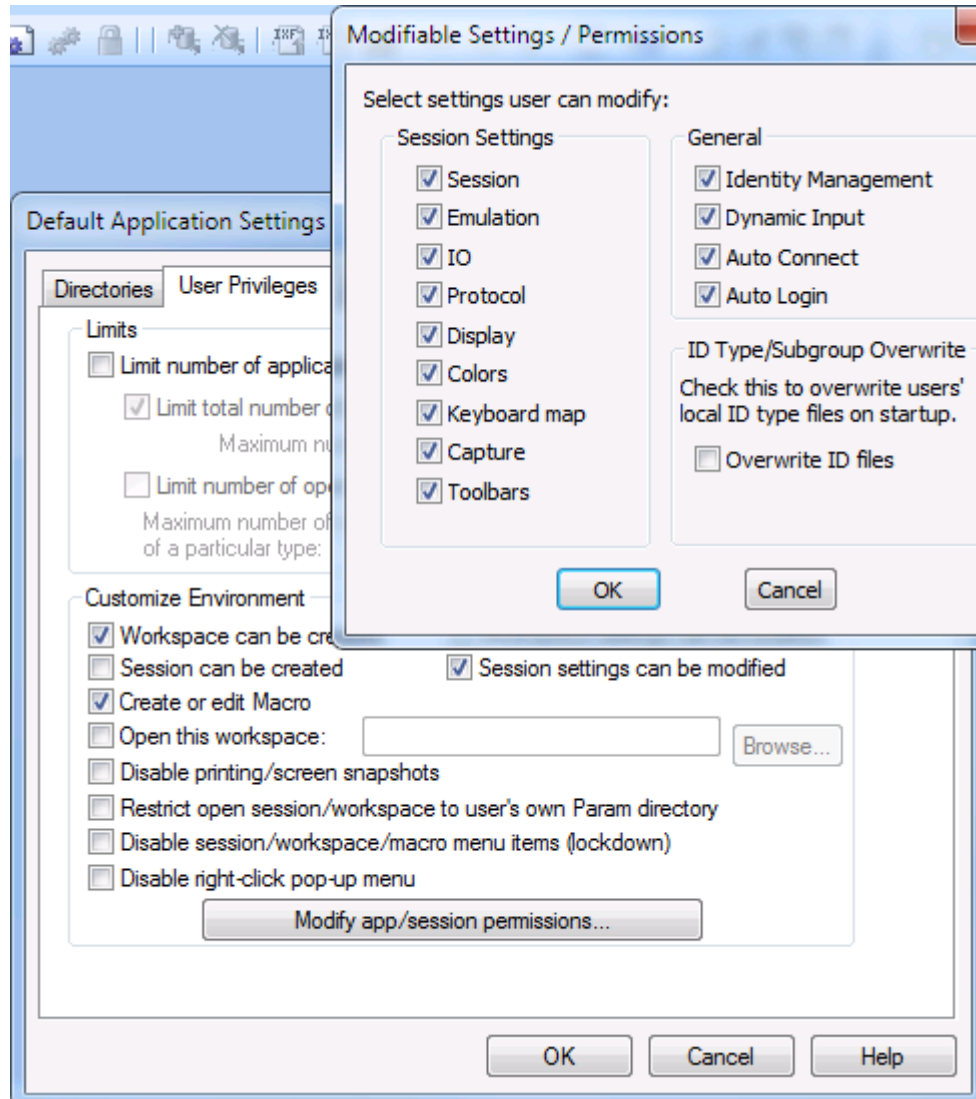 IXF
Modifiable Settings / Permissions
Select settings user can modify:
Session Settings
Session
Emulation
IO
Protocol
Display
Colors
Keyboard map
Capture
Toolbars
General
Identity Management
Dynamic Input
Auto Connect
Auto Login
ID Type/Subgroup Overwrite
Check this to overwrite users'
local ID type files on startup.
Overwrite ID files
OK
Cancel
Default Application Settings
Directories
User Privileges
Limits
Limit number of applica
Limit total number
Maximum nu
Limit number of ope
Maximum number of
of a particular type:
Customize Environment
Workspace can be cre
Session can be created
Session settings can be modified
Create or edit Macro
Open this workspace:
Browse...
Disable printing/screen snapshots
Restrict open session/workspace to user's own Param directory
Disable session/workspace/macro menu items (lockdown)
Disable right-click pop-up menu
Modify app/session permissions...
OK
Cancel
Help